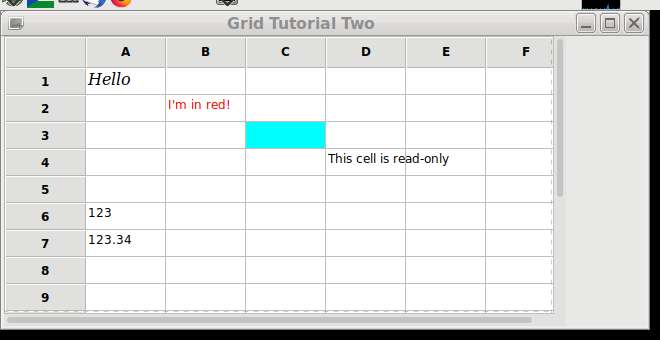 Grid Tutorial Two
A B C D E F
1 Hello
2 I'm in red!
3
4 This cell is read-only
5
6 123
7 123.34
8
9